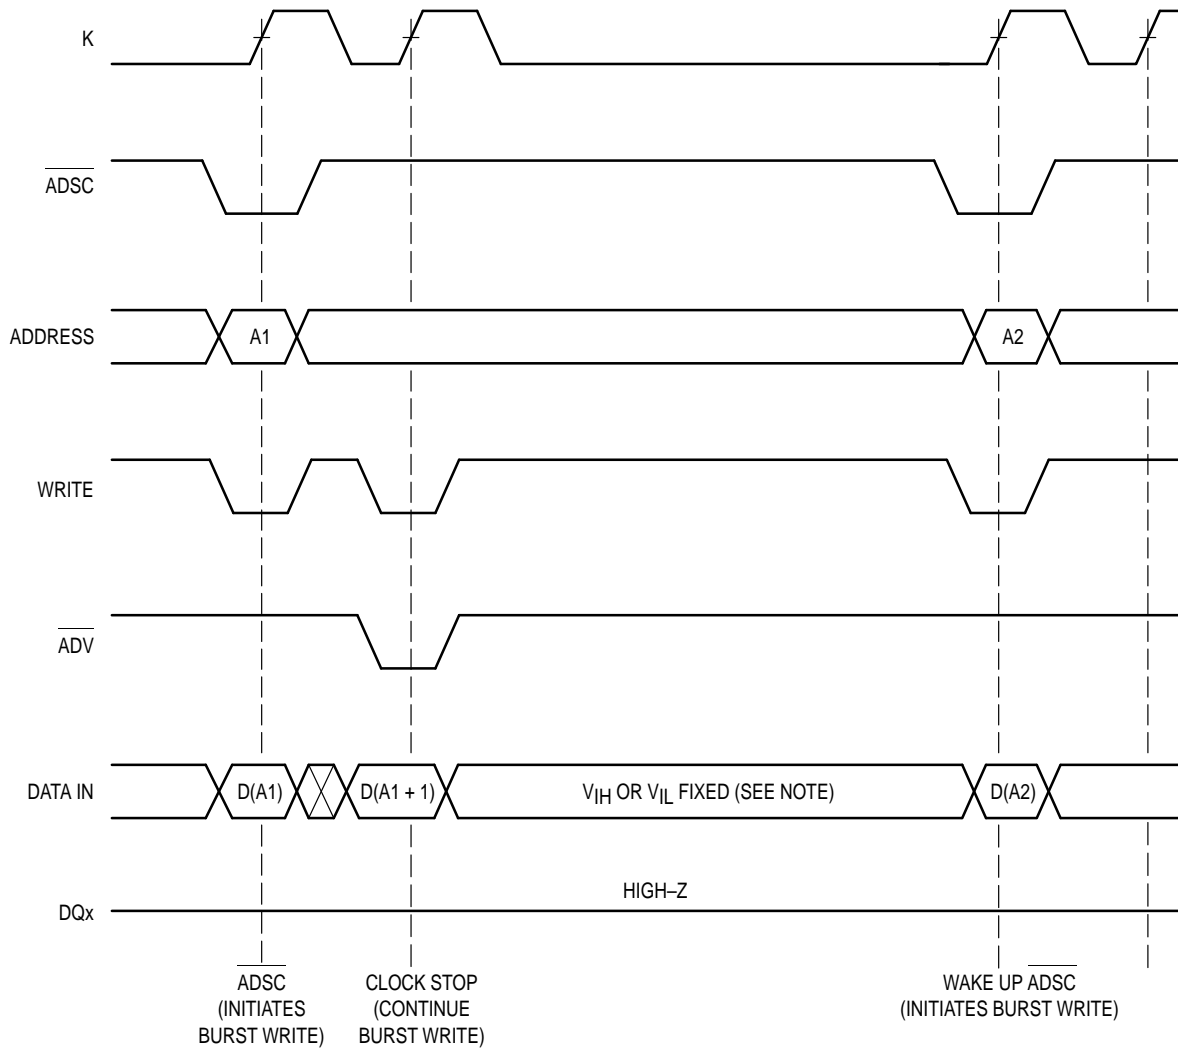 K
ADSC
ADDRESS
A1
A2
WRITE
ADV
DATA IN
D(A1)
D(A1 + 1)
VIH OR VIL FIXED (SEE NOTE)
D(A2)
HIGH–Z
DQx
ADSC
(INITIATES
BURST WRITE)
CLOCK STOP
(CONTINUE
BURST WRITE)
WAKE UP ADSC
(INITIATES BURST WRITE)